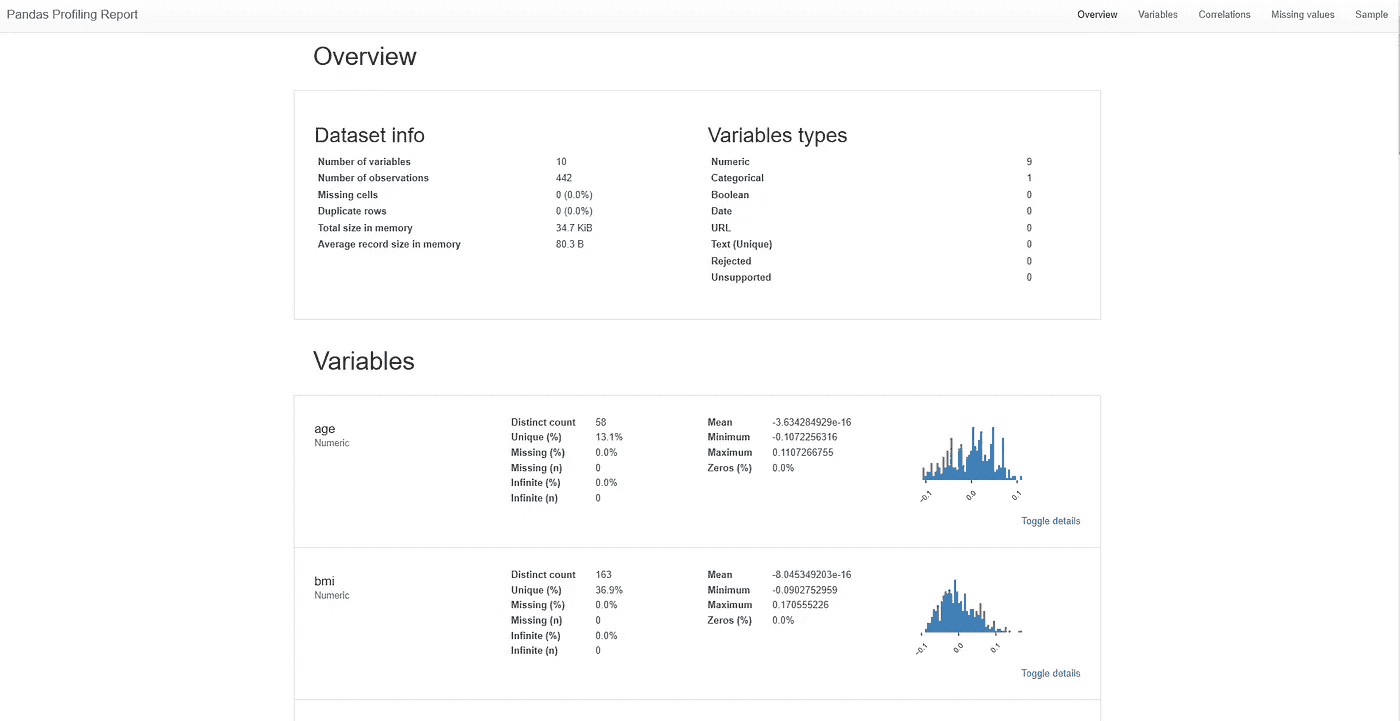 Pandas Profiling Report Overview Variables Correlations Missing values Sample
Overview
Dataset info
Number of variables 10
Number of observations 442
Missing cells 0 (0.0%)
Duplicate rows 0 (0.0%)
Total size in memory 34.7 KiB
Average record size in memory 80.3 B
Variables types
Numeric 9
Categorical 1
Boolean 0
Date 0
URL 0
Text (Unique) 0
Rejected 0
Unsupported 0
Variables
age
Numeric
Distinct count 58
Unique (%) 13.1%
Missing (%) 0.0%
Missing (n) 0
Infinite (%) 0.0%
Infinite (n) 0
Mean -3.634284929e-16
Minimum -0.1072256316
Maximum 0.1107266755
Zeros (%) 0.0%
-0.1 0.0 0.1
Toggle details
bmi
Numeric
Distinct count 163
Unique (%) 36.9%
Missing (%) 0.0%
Missing (n) 0
Infinite (%) 0.0%
Infinite (n) 0
Mean -8.045349203e-16
Minimum -0.0902752959
Maximum 0.170555226
Zeros (%) 0.0%
-0.1 0.0 0.1
Toggle details